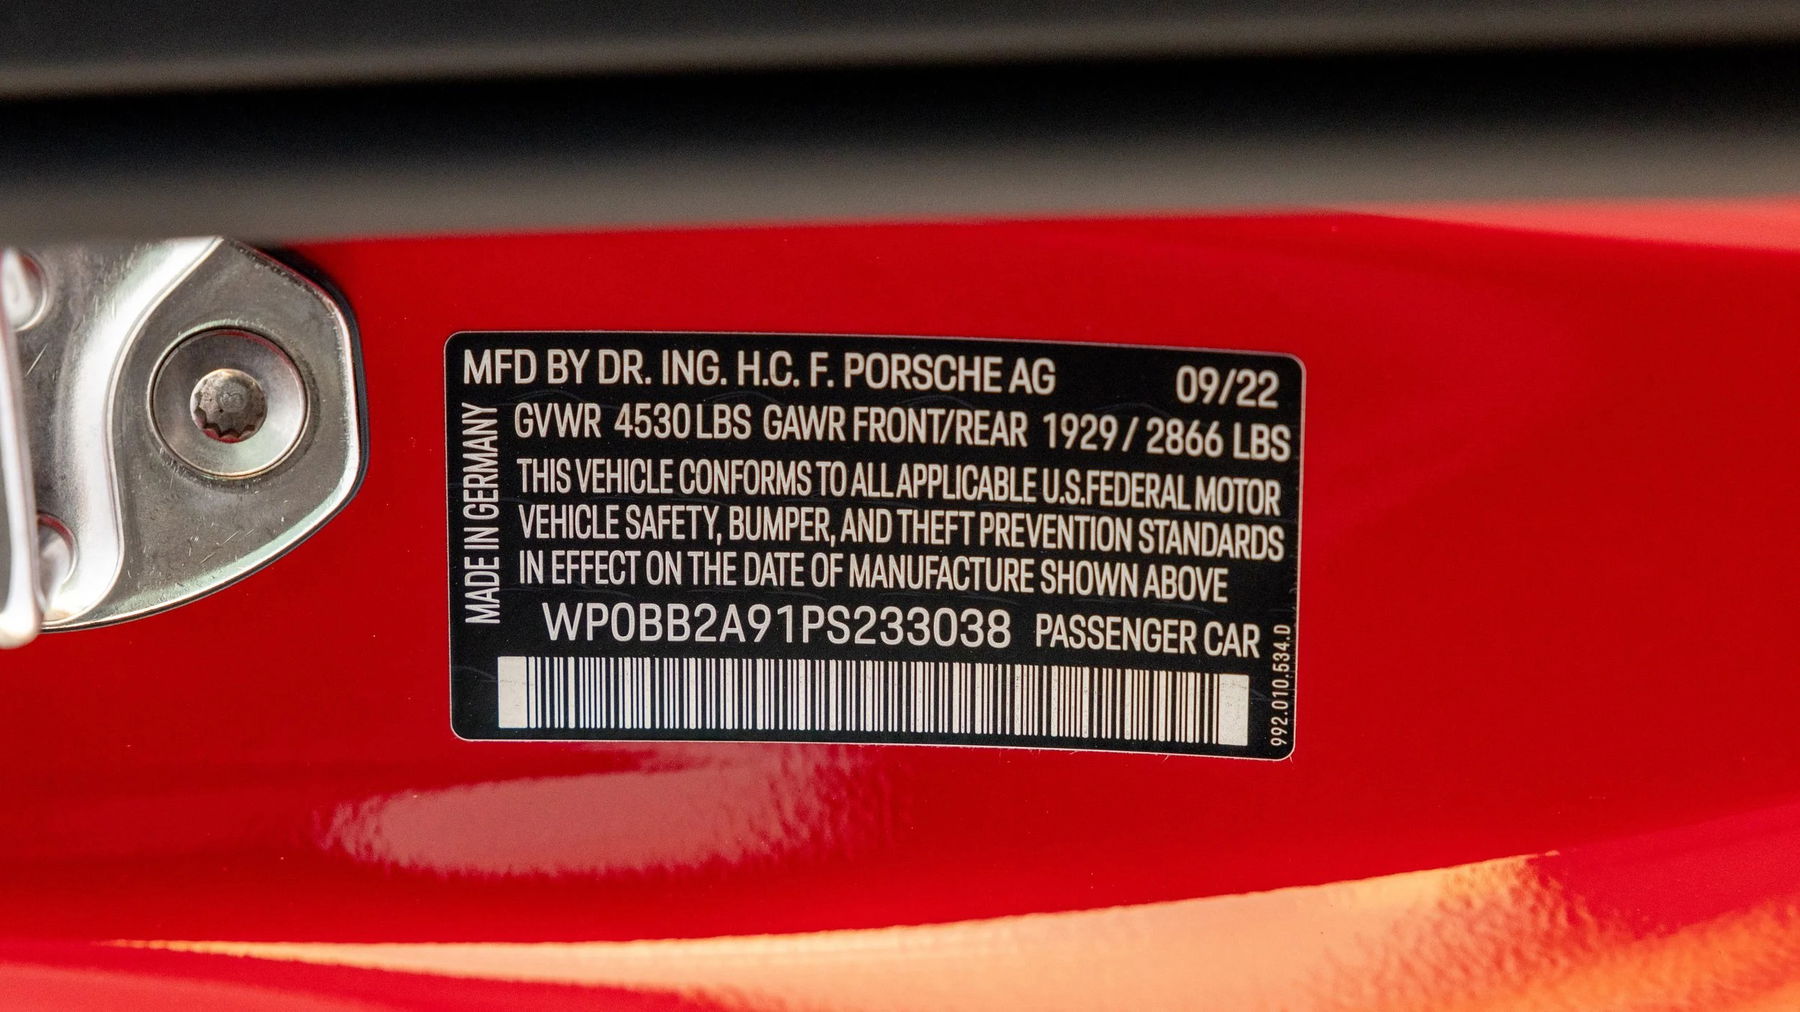 MFD BY DR. ING. H.C. F. PORSCHE AG 09/22
GVWR 4530 LBS GAWR FRONT/REAR 1929 / 2866 LBS
THIS VEHICLE CONFORMS TO ALL APPLICABLE U.S.FEDERAL MOTOR
VEHICLE SAFETY, BUMPER, AND THEFT PREVENTION STANDARDS
IN EFFECT ON THE DATE OF MANUFACTURE SHOWN ABOVE
WP0BB2A91PS233038 PASSENGER CAR
MADE IN GERMANY
992.010.534.D